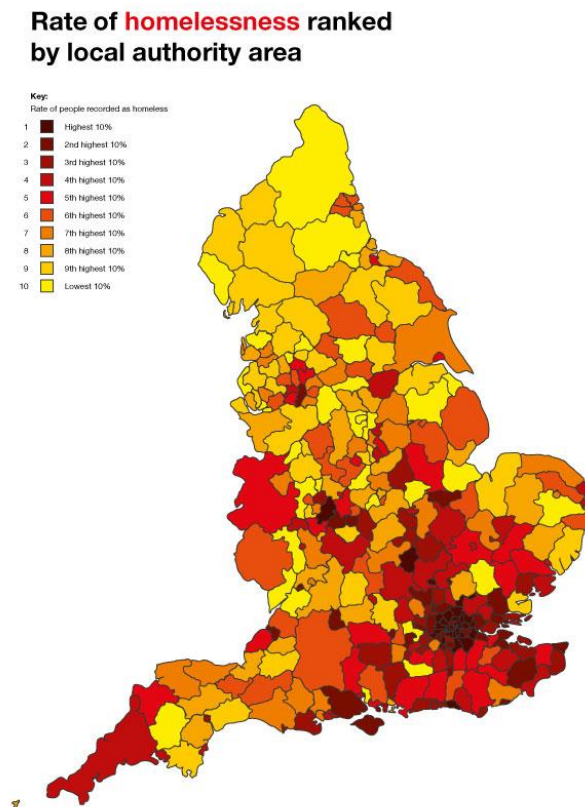 Rate of homelessness ranked
by local authority area
Key:
Rate of people recorded as homeless
1 Highest 10%
2 2nd highest 10%
3 3rd highest 10%
4 4th highest 10%
5 5th highest 10%
6 6th highest 10%
7 7th highest 10%
8 8th highest 10%
9 9th highest 10%
10 Lowest 10%